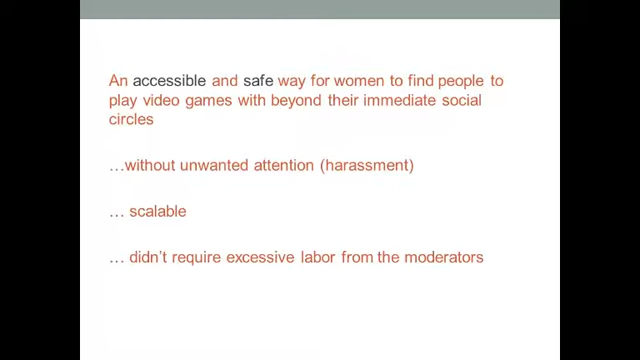 An accessible and safe way for women to find people to
play video games with beyond their immediate social
circles
…without unwanted attention (harassment)
… scalable
… didn’t require excessive labor from the moderators